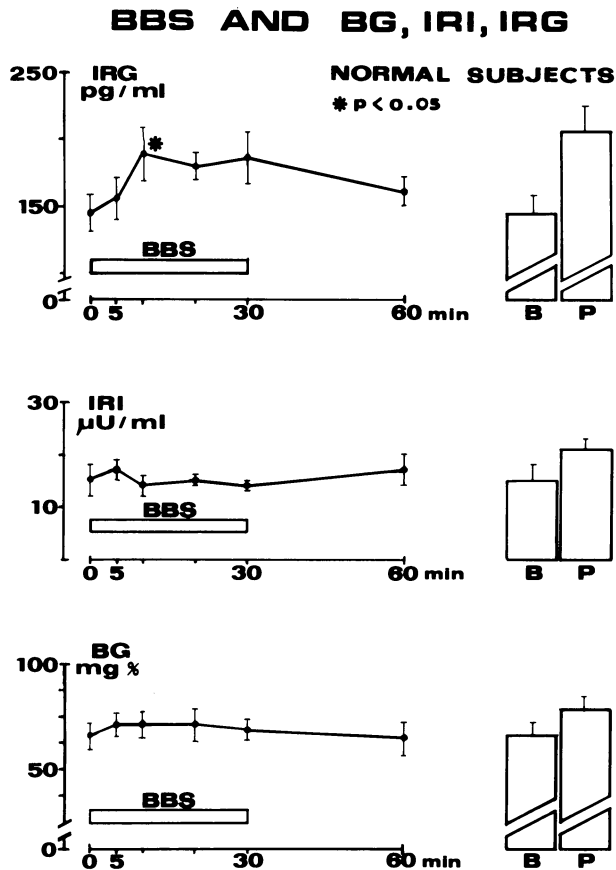 BBS AND BG, IRI, IRG
250
IRG
pg/ml
NORMAL SUBJECTS
✱ p < 0.05
✱
150
BBS
0
0 5 30 60 min
B P
30
IRI
µU/ml
10
BBS
0 5 30 60 min
B P
BG
100 mg %
50
BBS
0
0 5 30 60 min
B P